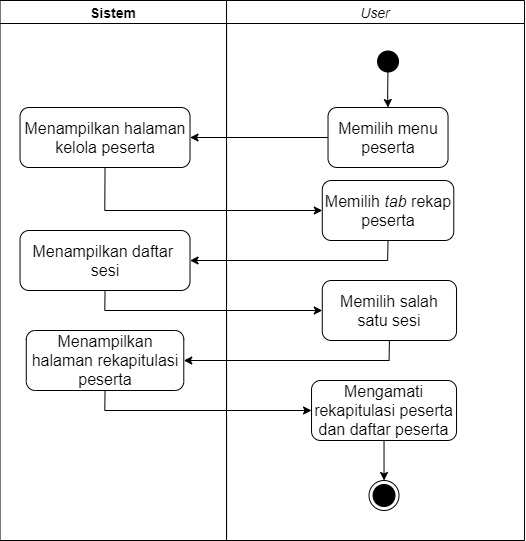 Sistem
User
Memilih menu
peserta
Menampilkan halaman
kelola peserta
Memilih tab rekap
peserta
Menampilkan daftar
sesi
Memilih salah
satu sesi
Menampilkan
halaman rekapitulasi
peserta
Mengamati
rekapitulasi peserta
dan daftar peserta